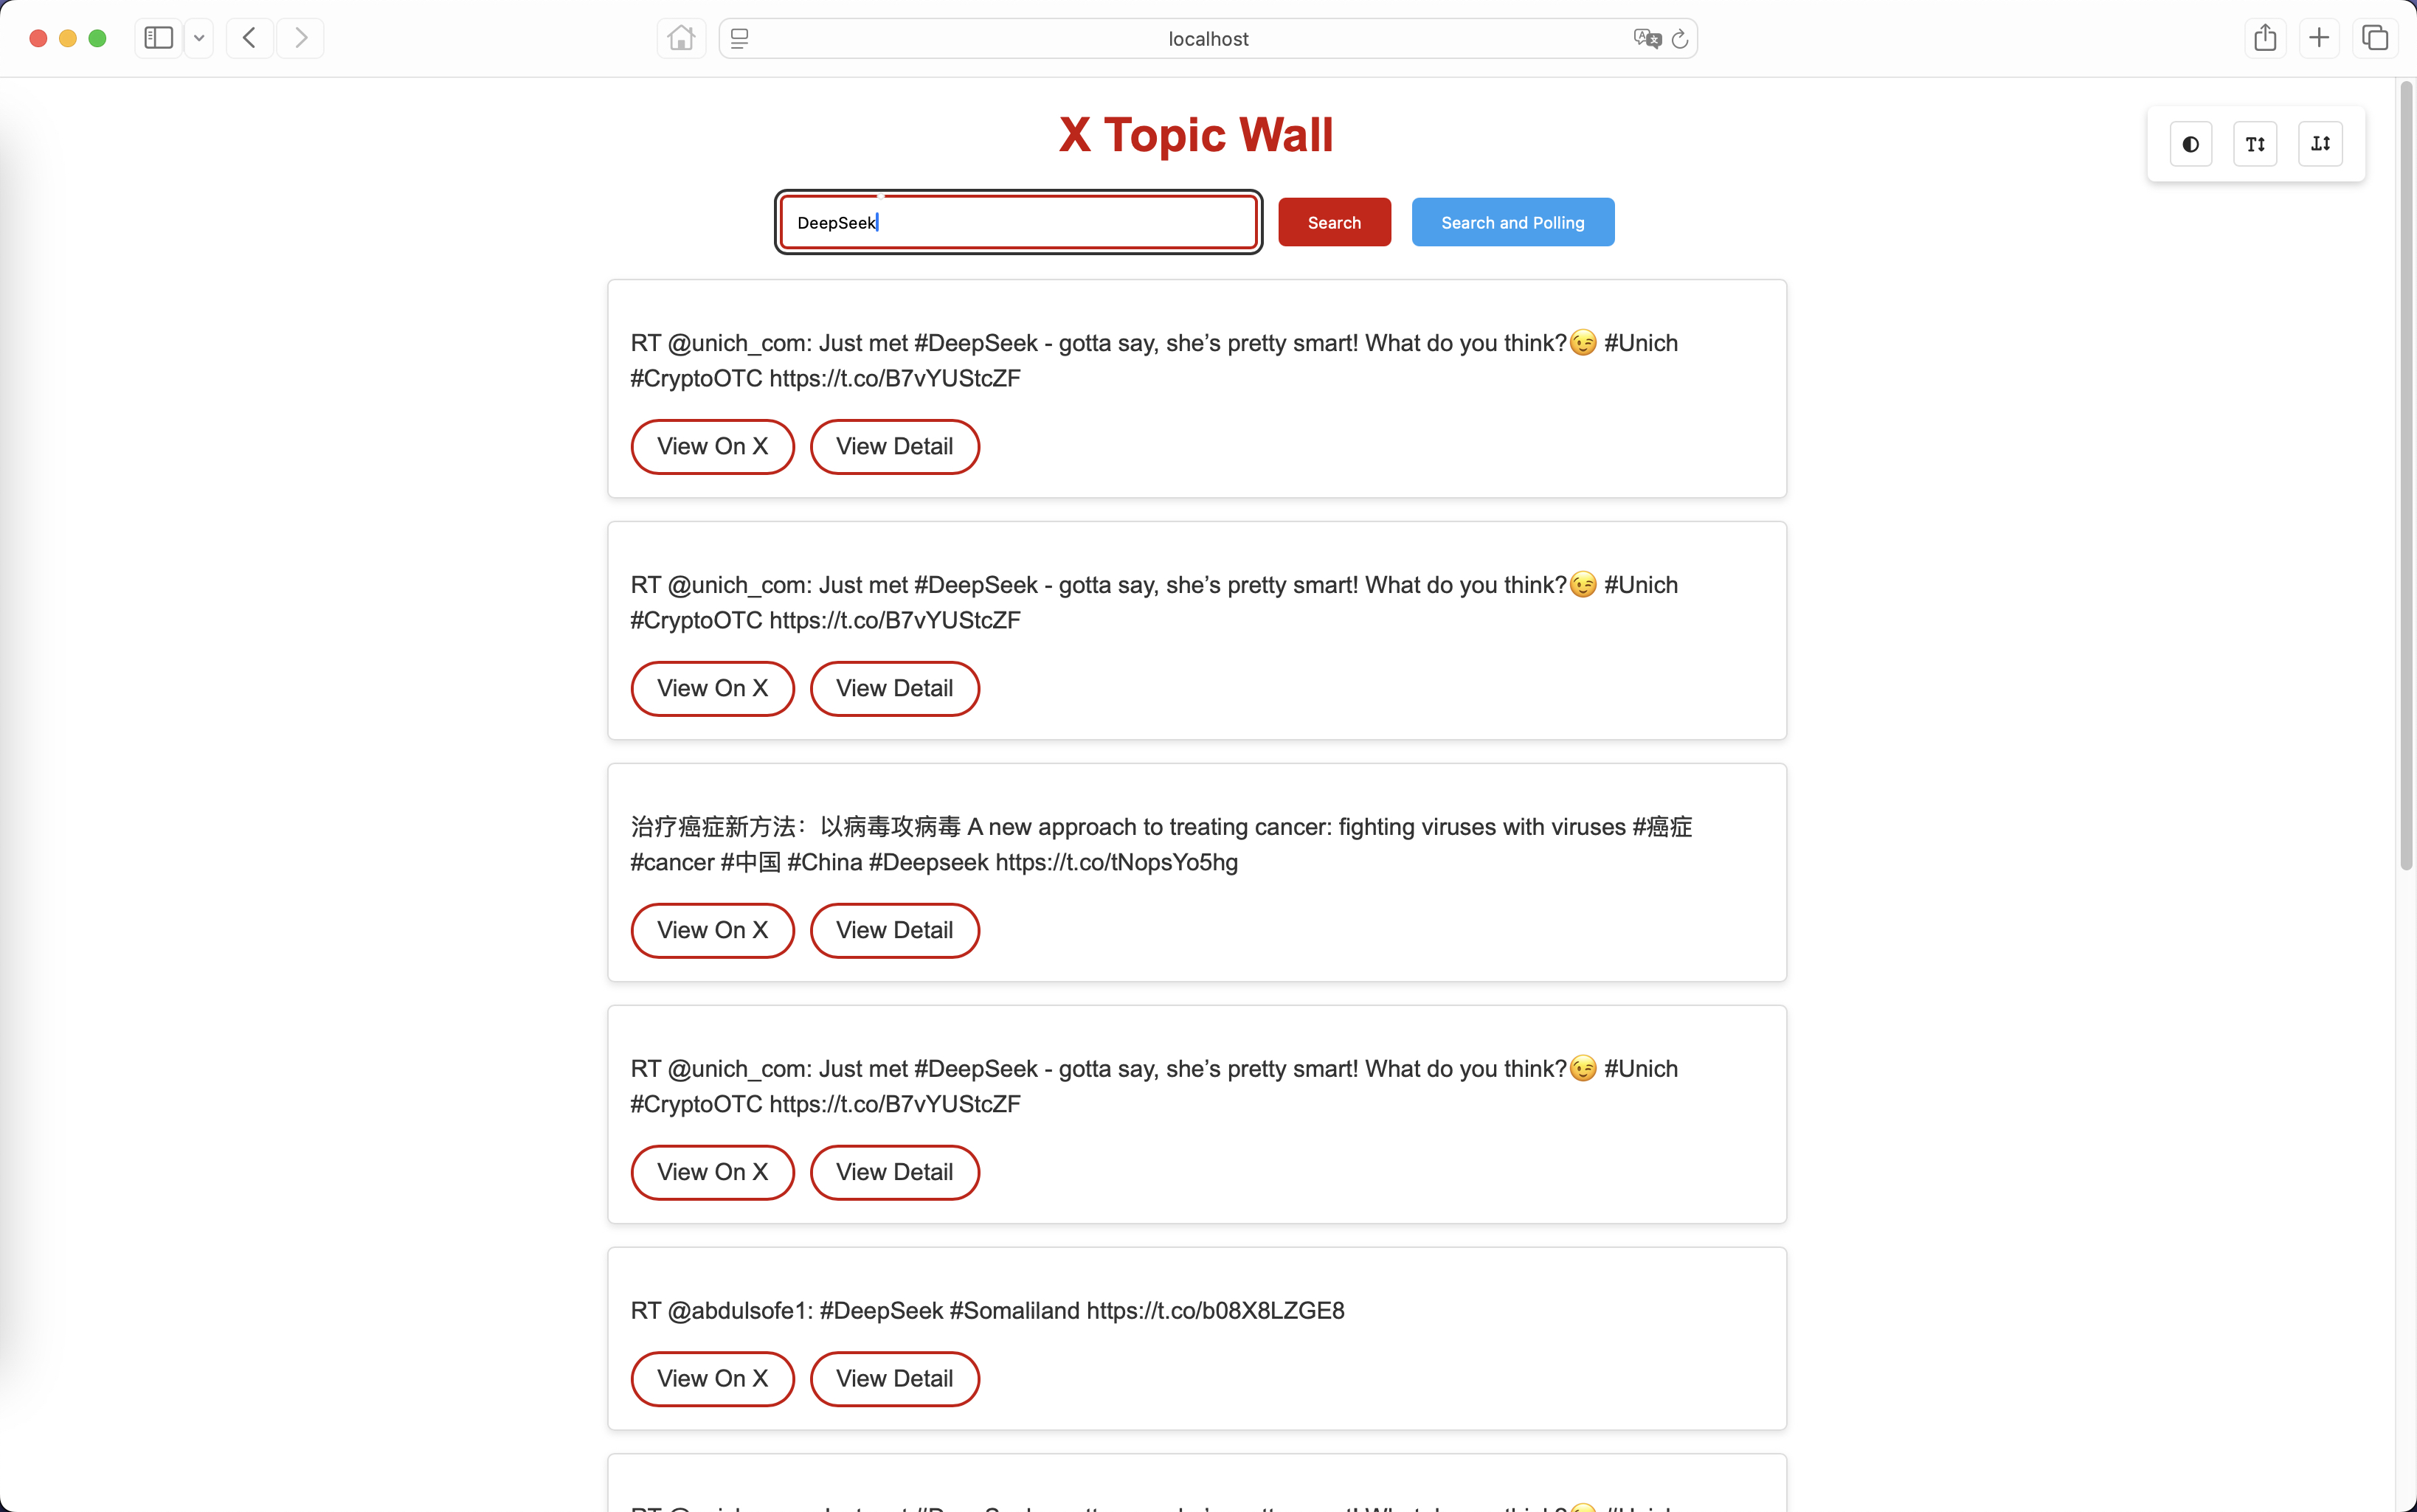 localhost
X Topic Wall
DeepSeek
Search
Search and Polling
RT @unich_com: Just met #DeepSeek - gotta say, she’s pretty smart! What do you think?😉 #Unich
#CryptoOTC https://t.co/B7vYUStcZF
View On X
View Detail
RT @unich_com: Just met #DeepSeek - gotta say, she’s pretty smart! What do you think?😉 #Unich
#CryptoOTC https://t.co/B7vYUStcZF
View On X
View Detail
治疗癌症新方法：以病毒攻病毒 A new approach to treating cancer: fighting viruses with viruses #癌症
#cancer #中国 #China #Deepseek https://t.co/tNopsYo5hg
View On X
View Detail
RT @unich_com: Just met #DeepSeek - gotta say, she’s pretty smart! What do you think?😉 #Unich
#CryptoOTC https://t.co/B7vYUStcZF
View On X
View Detail
RT @abdulsofe1: #DeepSeek #Somaliland https://t.co/b08X8LZGE8
View On X
View Detail